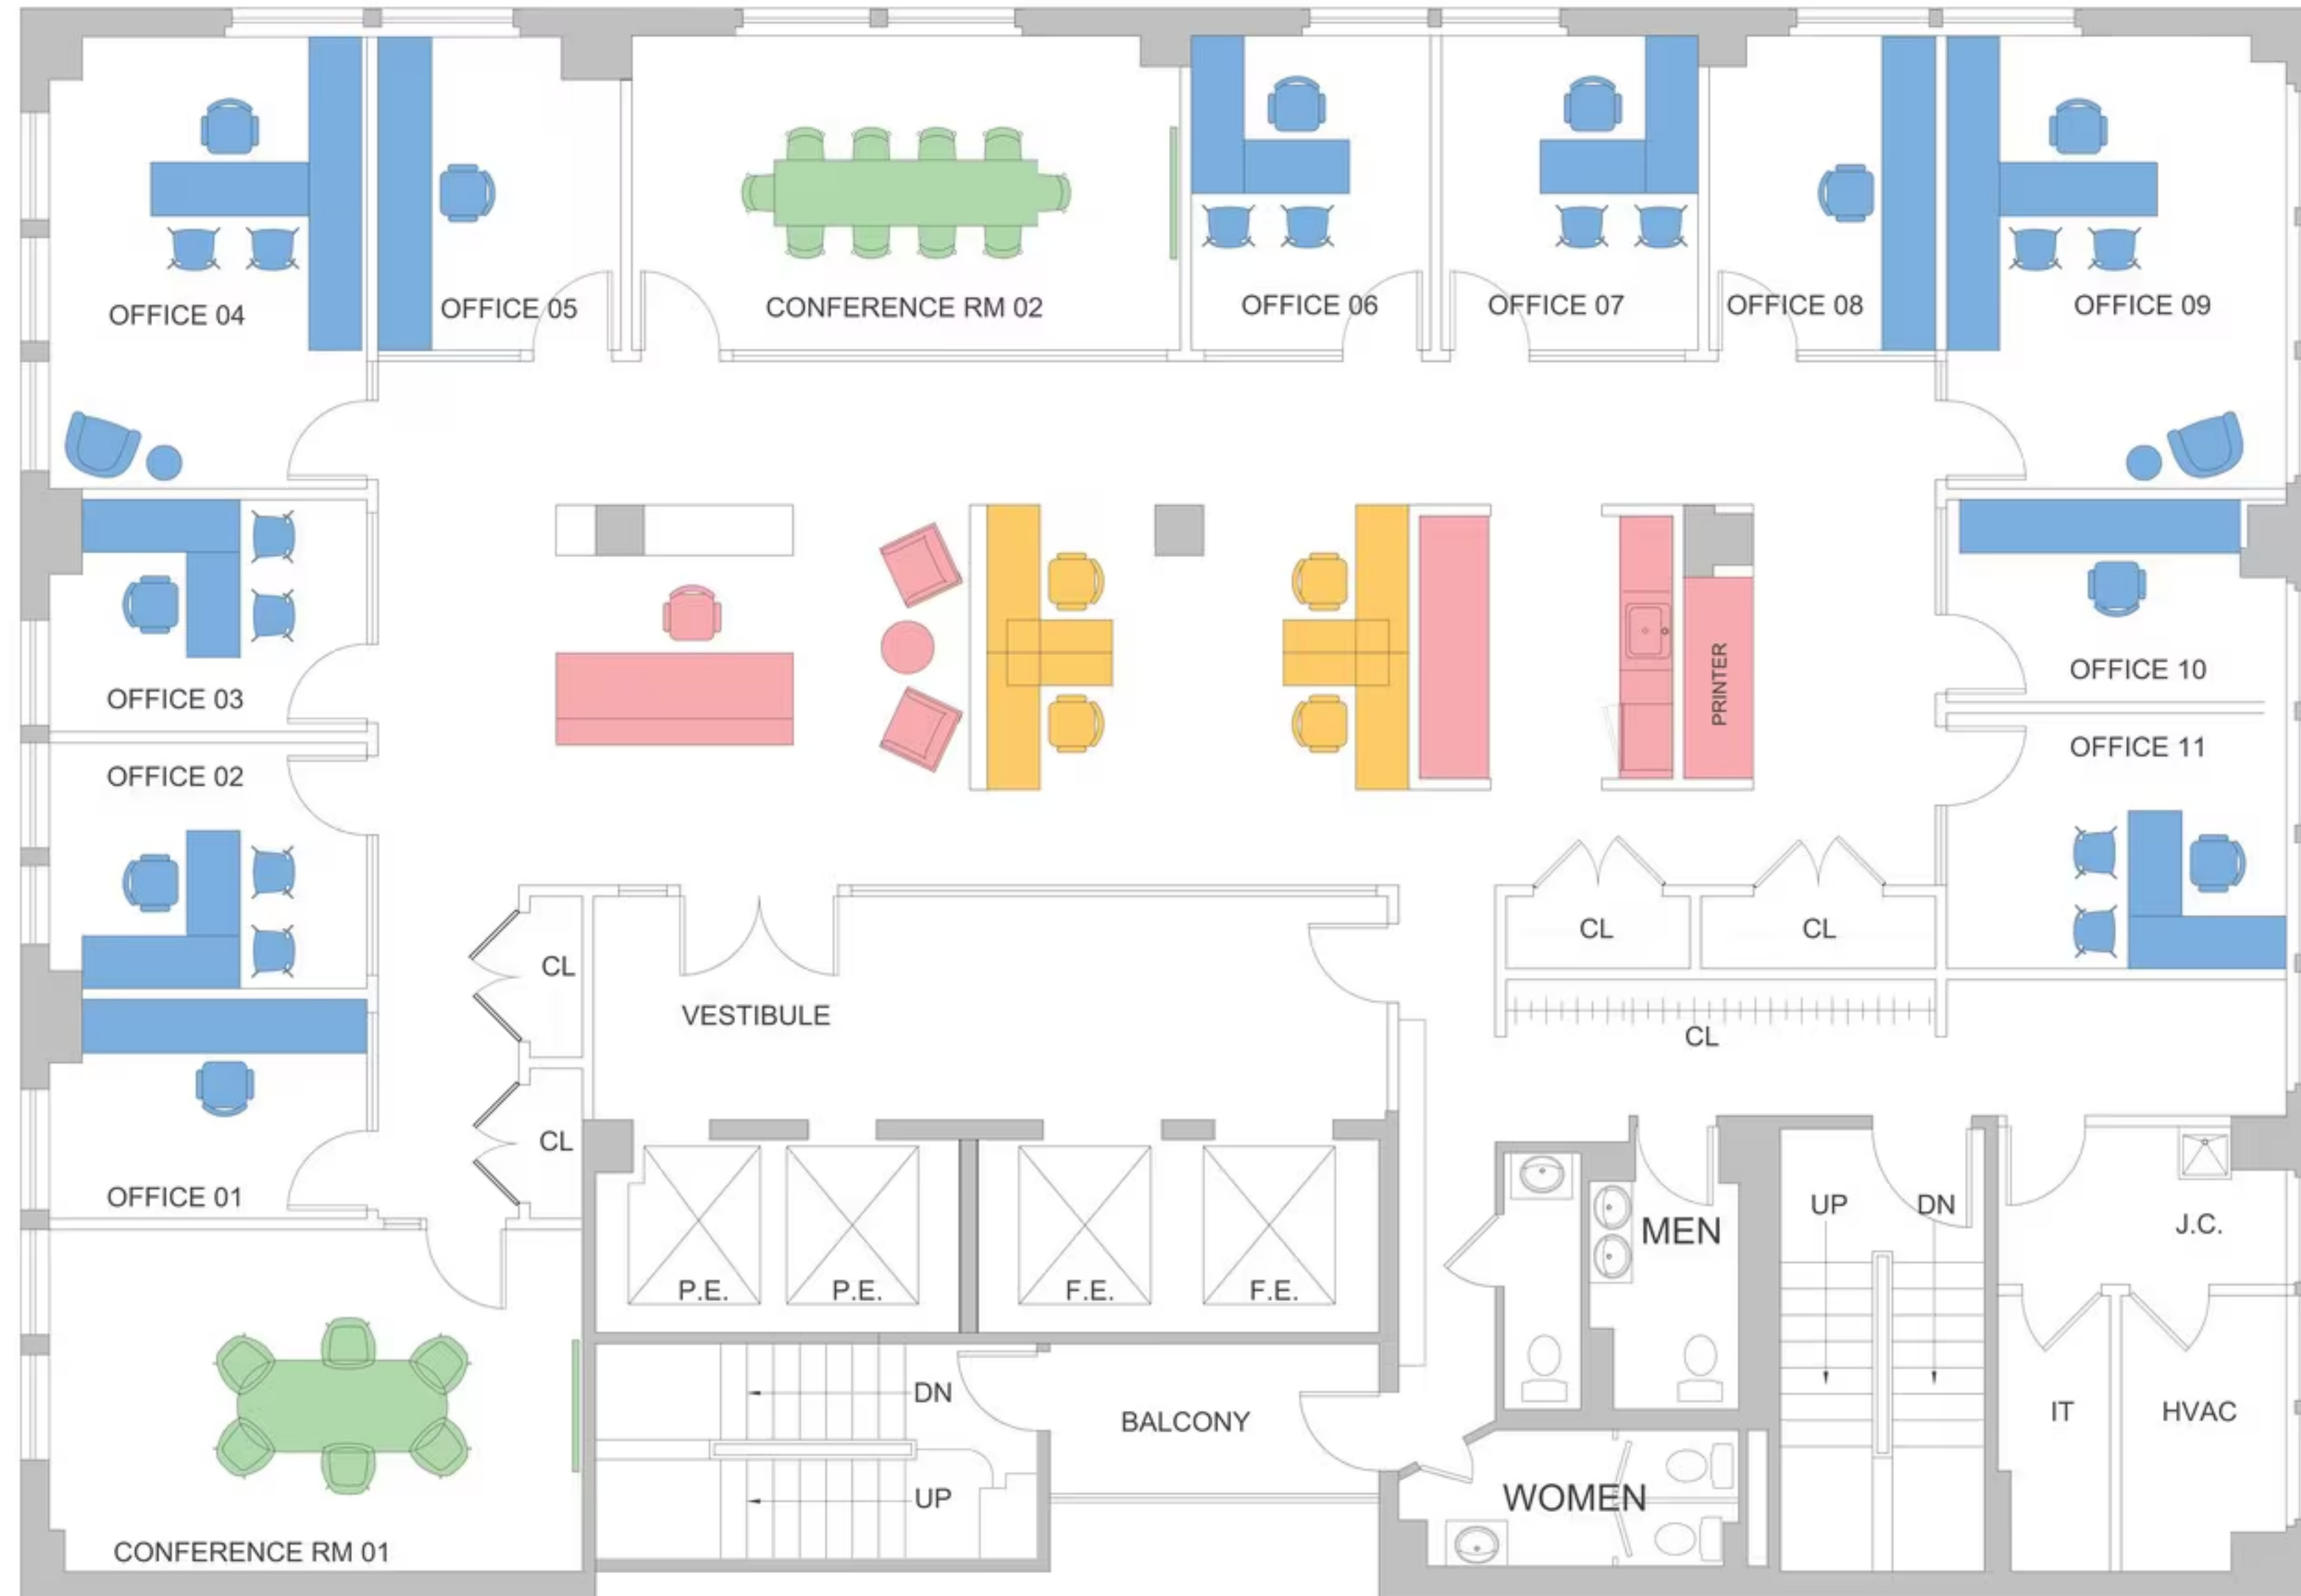 OFFICE 04
OFFICE 05
CONFERENCE RM 02
OFFICE 06
OFFICE 07
OFFICE 08
OFFICE 09
OFFICE 03
PRINTER
OFFICE 10
OFFICE 02
OFFICE 11
CL
CL
CL
VESTIBULE
CL
CL
OFFICE 01
UP
DN
MEN
J.C.
P.E.
P.E.
F.E.
F.E.
DN
BALCONY
IT
HVAC
UP
WOMEN
CONFERENCE RM 01